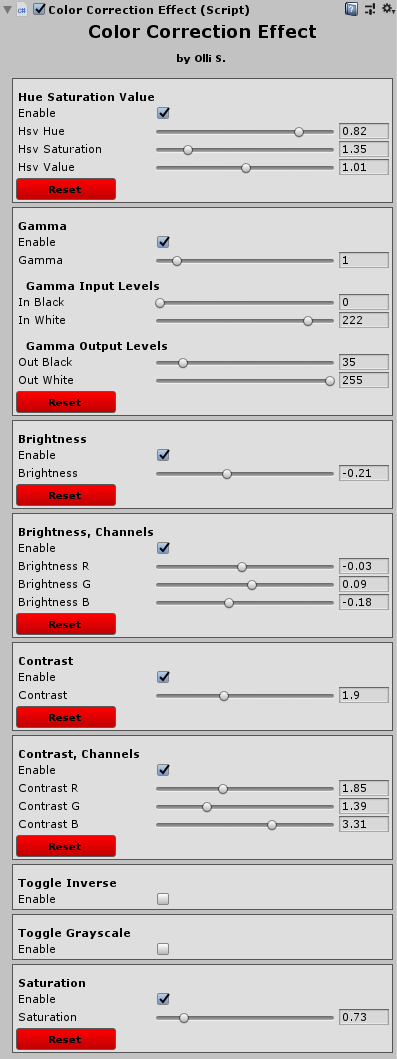 Color Correction Effect (Script)
Color Correction Effect
by Olli S.
Hue Saturation Value
Enable
Hsv Hue 0.82
Hsv Saturation 1.35
Hsv Value 1.01
Reset
Gamma
Enable
Gamma 1
Gamma Input Levels
In Black 0
In White 222
Gamma Output Levels
Out Black 35
Out White 255
Reset
Brightness
Enable
Brightness -0.21
Reset
Brightness, Channels
Enable
Brightness R -0.03
Brightness G 0.09
Brightness B -0.18
Reset
Contrast
Enable
Contrast 1.9
Reset
Contrast, Channels
Enable
Contrast R 1.85
Contrast G 1.39
Contrast B 3.31
Reset
Toggle Inverse
Enable
Toggle Grayscale
Enable
Saturation
Enable
Saturation 0.73
Reset